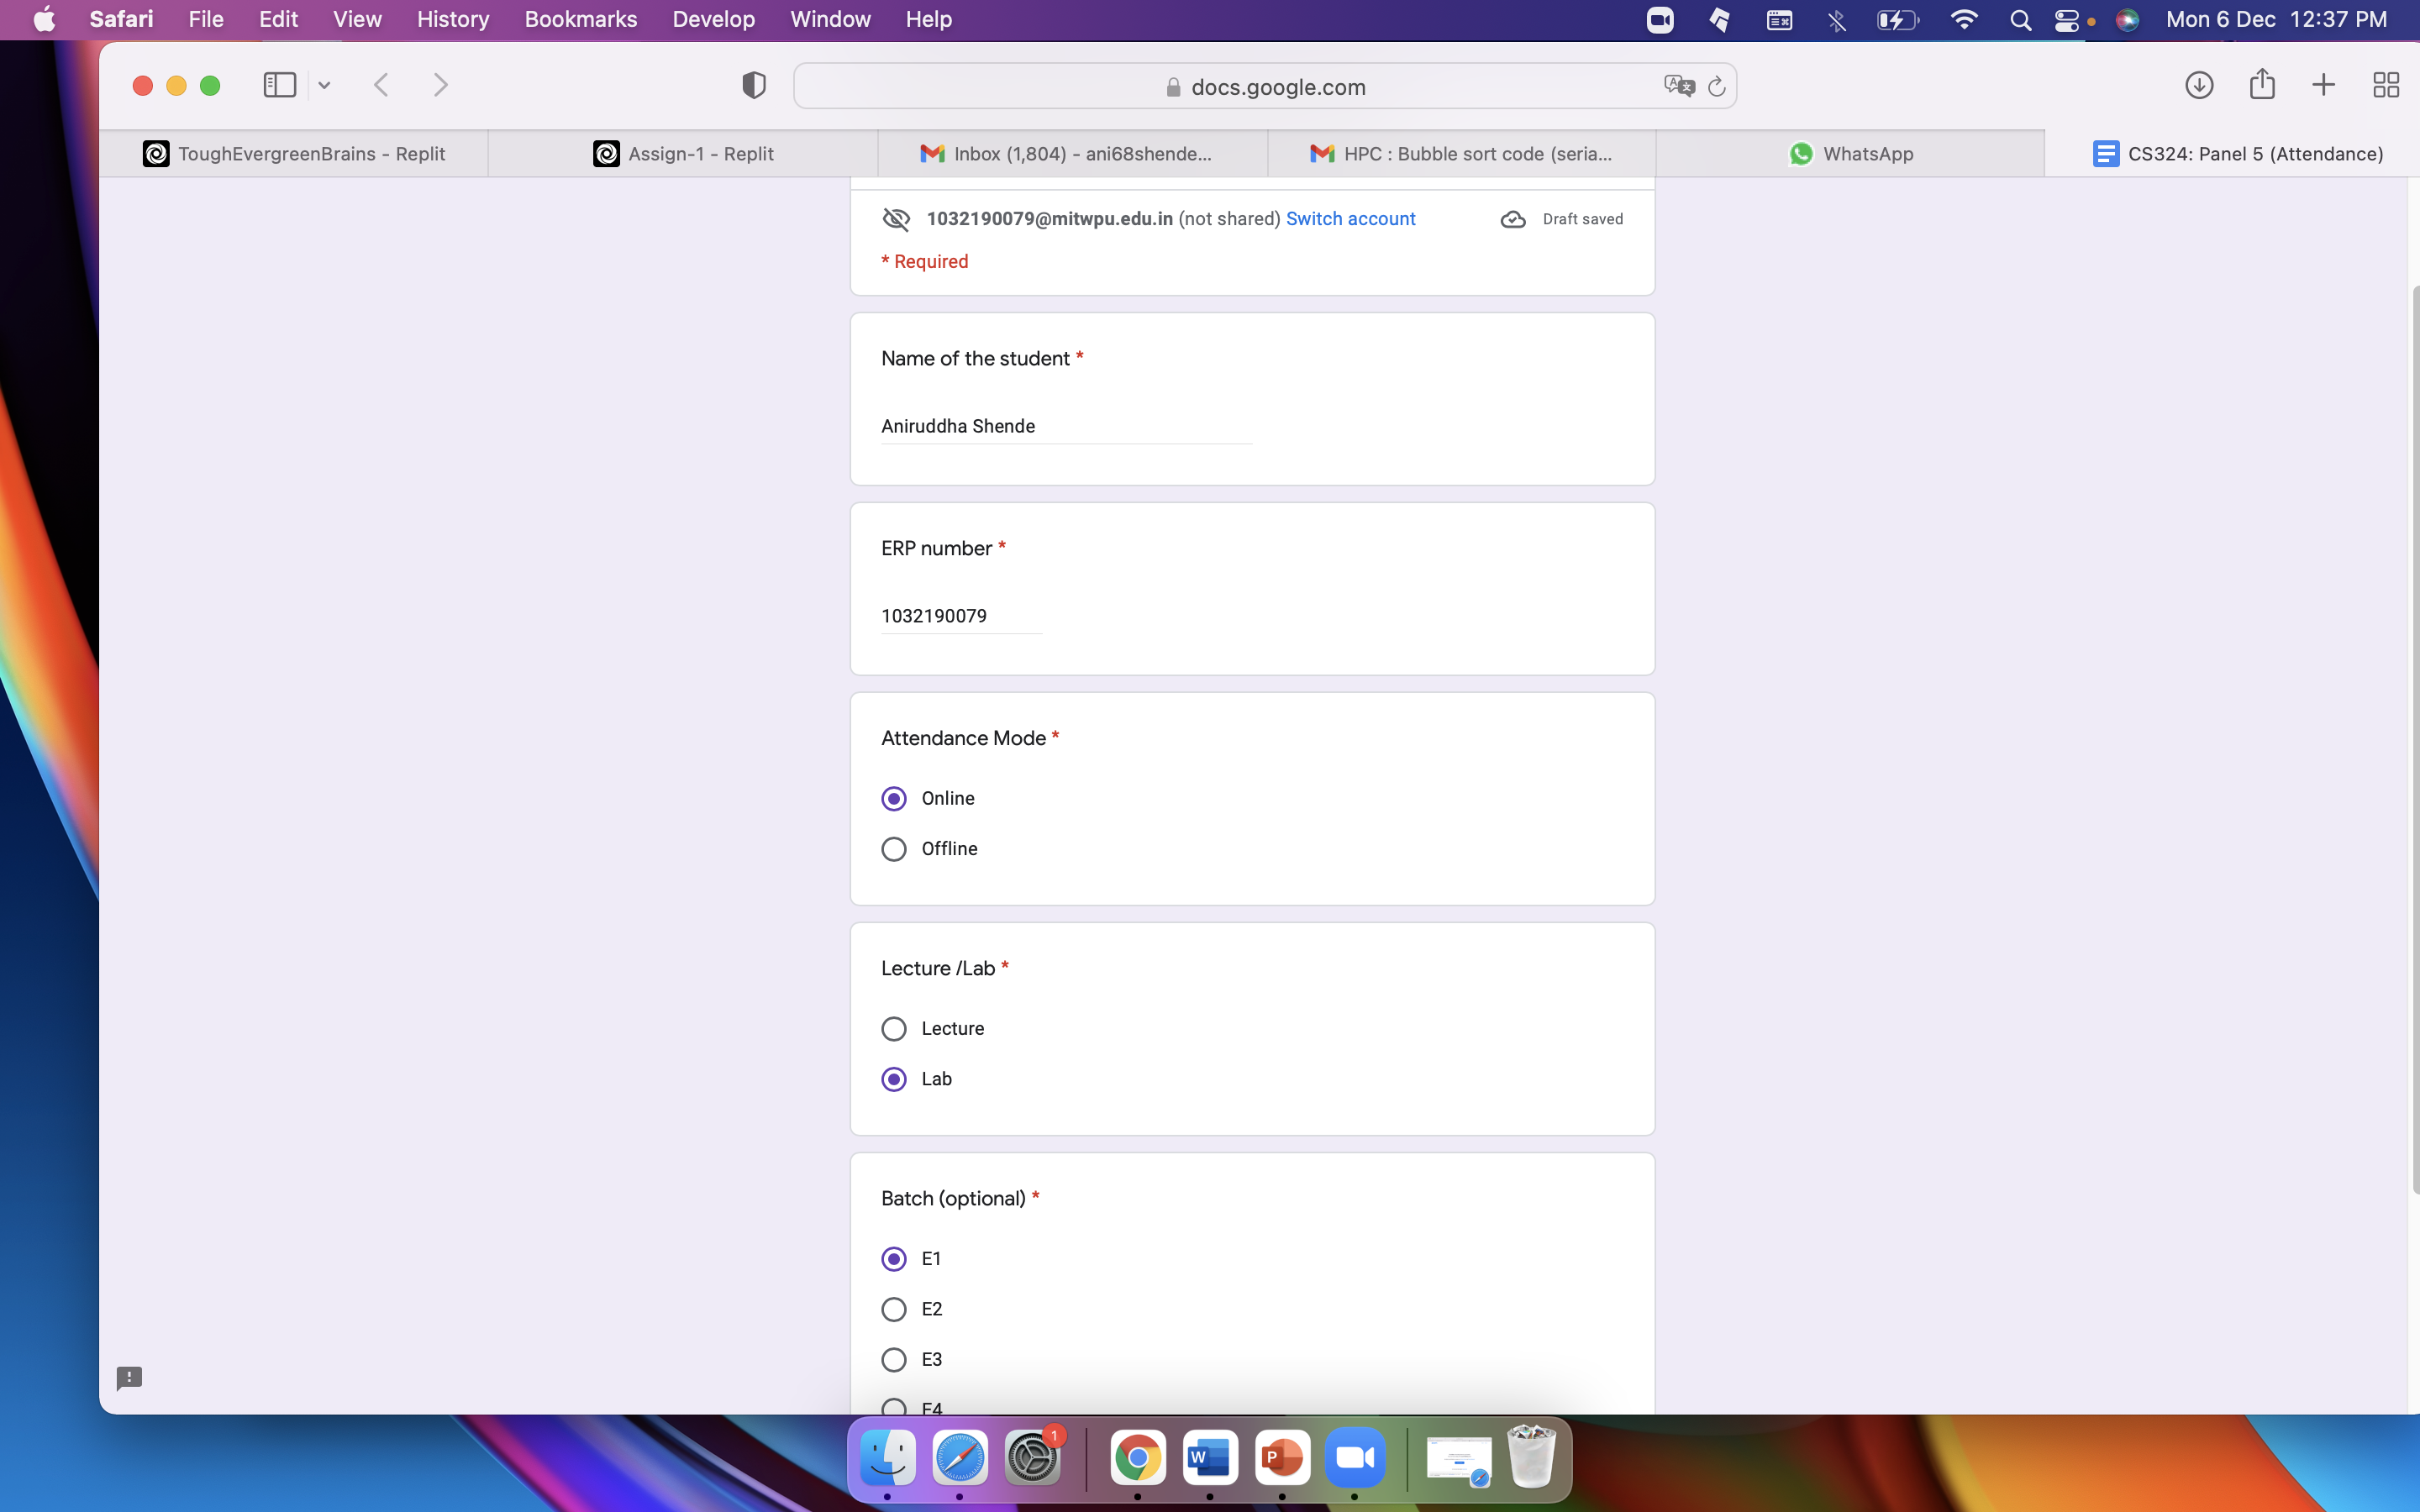 Safari File Edit View History Bookmarks Develop Window Help Mon 6 Dec 12:37 PM
docs.google.com
ToughEvergreenBrains - Replit Assign-1 - Replit Inbox (1,804) - ani68shende... HPC : Bubble sort code (seria... WhatsApp CS324: Panel 5 (Attendance)
1032190079@mitwpu.edu.in (not shared) Switch account Draft saved
* Required
Name of the student *
Aniruddha Shende
ERP number *
1032190079
Attendance Mode *
Online
Offline
Lecture /Lab *
Lecture
Lab
Batch (optional) *
E1
E2
E3
E4
1
W
P